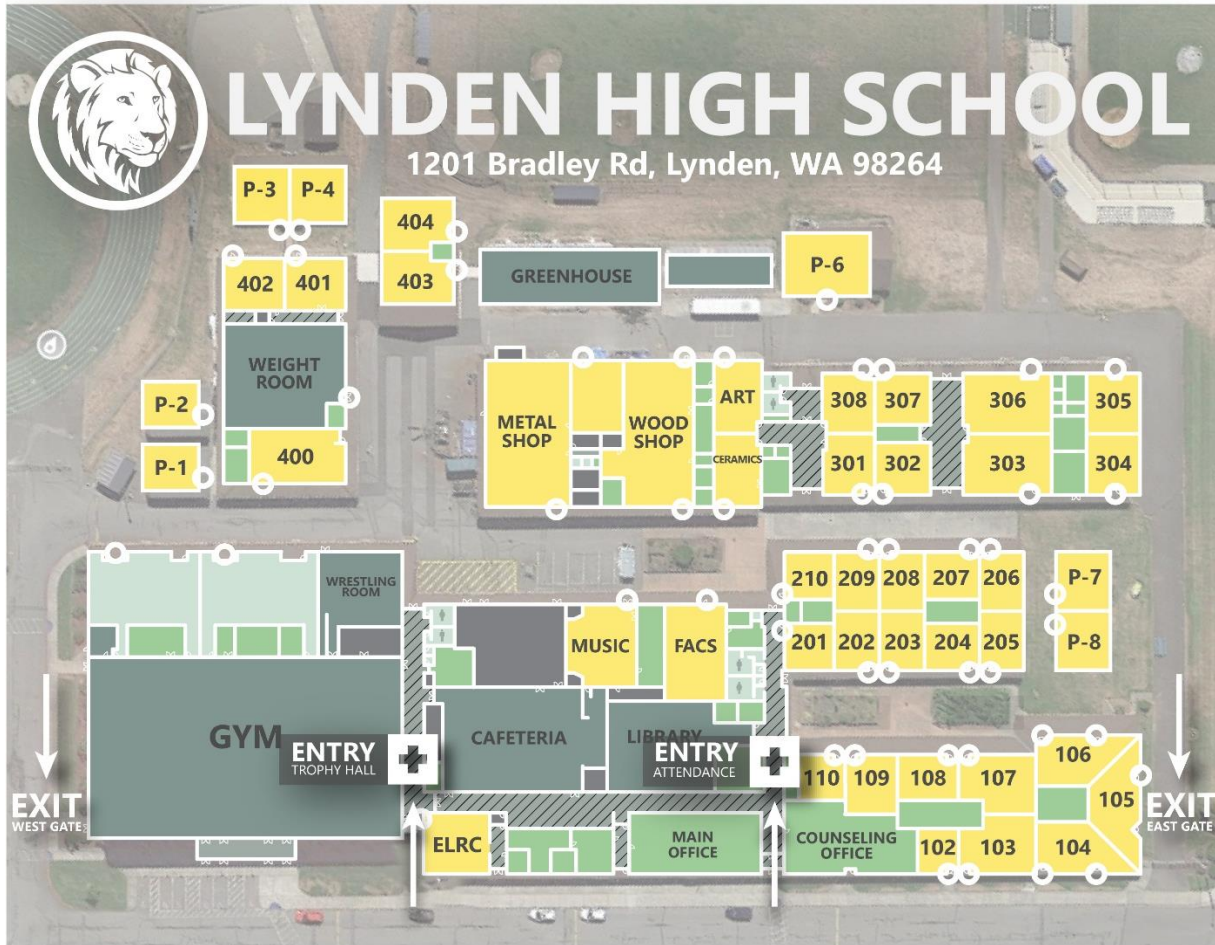 LYNDEN HIGH SCHOOL
1201 Bradley Rd, Lynden, WA 98264
P-3
P-4
404
403
402
401
GREENHOUSE
P-6
WEIGHT
ROOM
P-2
P-1
400
METAL
SHOP
WOOD
SHOP
ART
CERAMICS
308
307
306
305
301
302
303
304
WRESTLING
ROOM
210
209
208
207
206
P-7
201
202
203
204
205
P-8
MUSIC
FACS
GYM
CAFETERIA
LIBRARY
ENTRY
TROPHY HALL
ENTRY
ATTENDANCE
110
109
108
107
106
105
EXIT
WEST GATE
EXIT
EAST GATE
ELRC
MAIN
OFFICE
COUNSELING
OFFICE
102
103
104